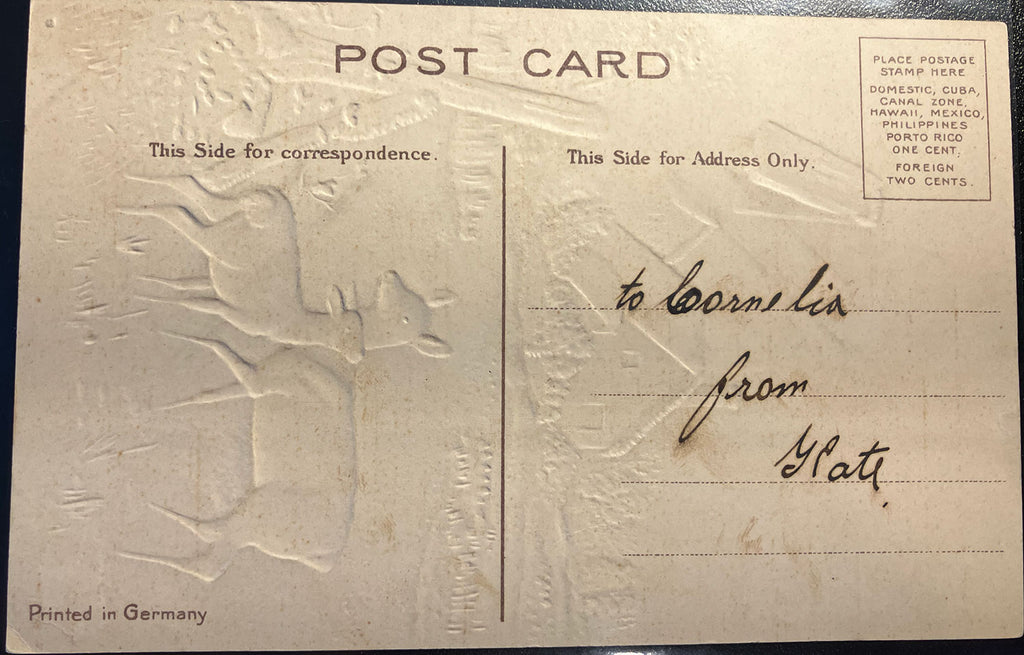 POST CARD
PLACE POSTAGE
STAMP HERE
DOMESTIC, CUBA,
CANAL ZONE,
HAWAII, MEXICO,
PHILIPPINES
PORTO RICO
ONE CENT,
FOREIGN
TWO CENTS.
This Side for correspondence.
This Side for Address Only.
to Cornelia
from
Kate
Printed in Germany